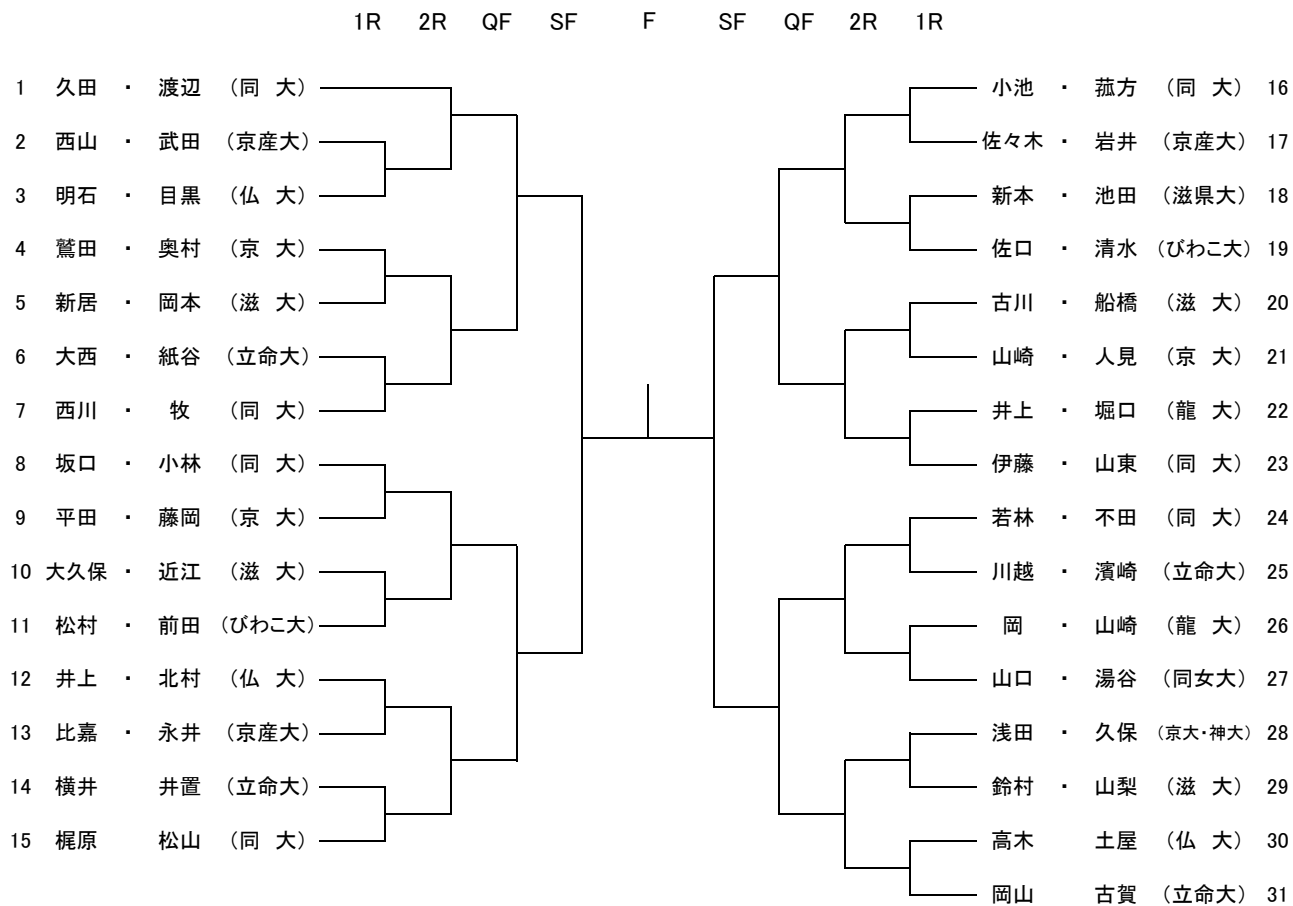 1R 2R QF SF F SF QF 2R 1R
1 久田 ・ 渡辺 (同 大) 小池 ・ 菰方 (同 大) 16
2 西山 ・ 武田 (京産大) 佐々木 ・ 岩井 (京産大) 17
3 明石 ・ 目黒 (仏 大) 新本 ・ 池田 (滋県大) 18
4 鷲田 ・ 奥村 (京 大) 佐口 ・ 清水 (びわこ大) 19
5 新居 ・ 岡本 (滋 大) 古川 ・ 船橋 (滋 大) 20
6 大西 ・ 紙谷 (立命大) 山崎 ・ 人見 (京 大) 21
7 西川 ・ 牧 (同 大) 井上 ・ 堀口 (龍 大) 22
8 坂口 ・ 小林 (同 大) 伊藤 ・ 山東 (同 大) 23
9 平田 ・ 藤岡 (京 大) 若林 ・ 不田 (同 大) 24
10 大久保 ・ 近江 (滋 大) 川越 ・ 濱崎 (立命大) 25
11 松村 ・ 前田 (びわこ大) 岡 ・ 山崎 (龍 大) 26
12 井上 ・ 北村 (仏 大) 山口 ・ 湯谷 (同女大) 27
13 比嘉 ・ 永井 (京産大) 浅田 ・ 久保 (京大・神大) 28
14 横井 井置 (立命大) 鈴村 ・ 山梨 (滋 大) 29
15 梶原 松山 (同 大) 高木 土屋 (仏 大) 30
岡山 古賀 (立命大) 31